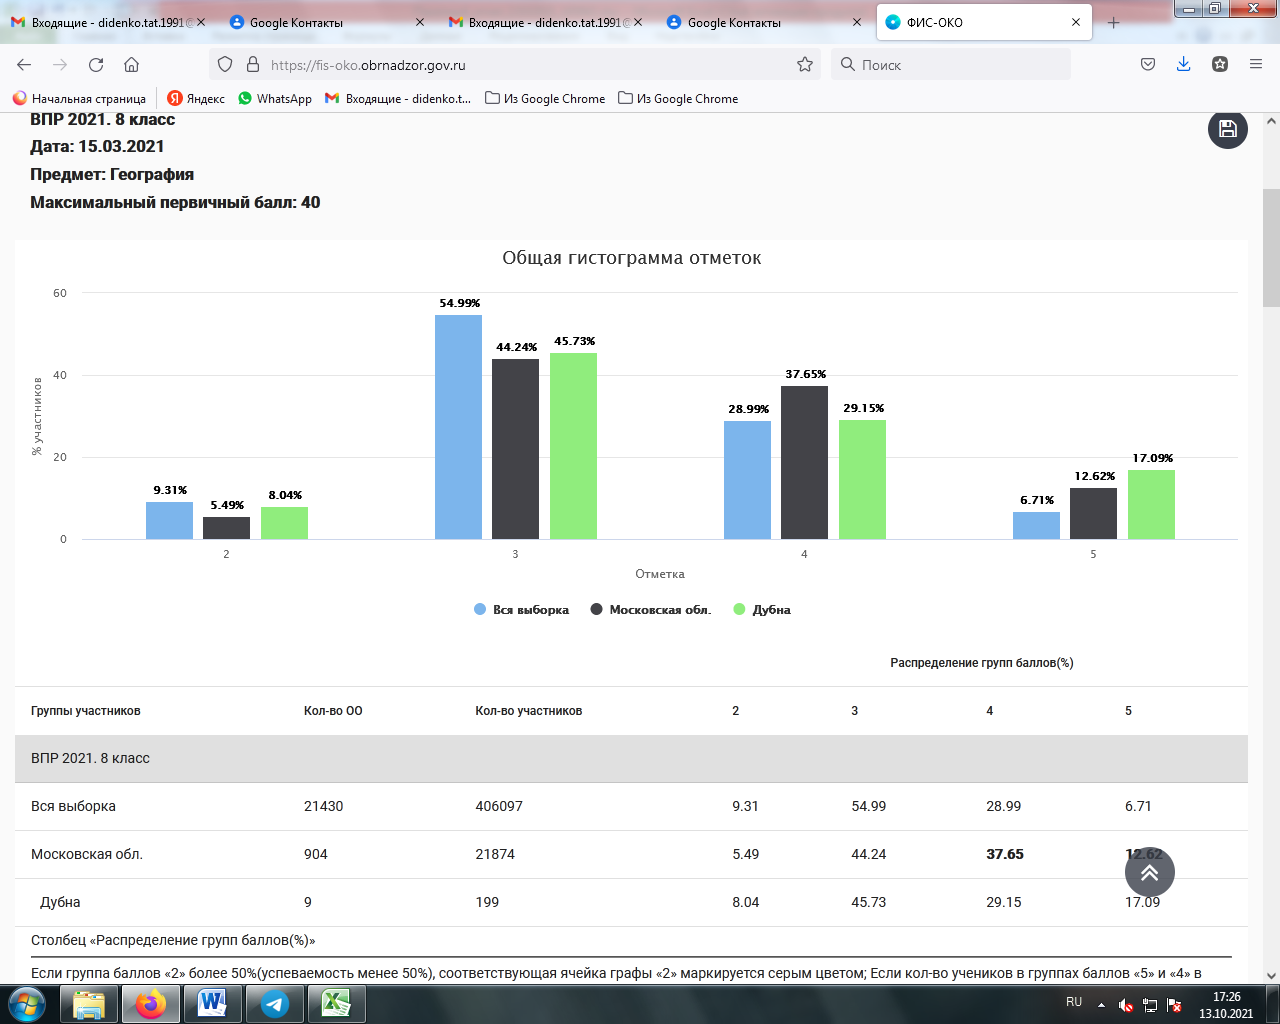 Входящие - didenko.tat.1991@
Google Контакты
Входящие - didenko.tat.1991@
Google Контакты
ФИС-ОКО
https://fis-oko.obrnadzor.gov.ru
Поиск
Начальная страница
Яндекс
WhatsApp
Входящие - didenko.t...
Из Google Chrome
Из Google Chrome
ВПР 2021. 8 класс
Дата: 15.03.2021
Предмет: География
Максимальный первичный балл: 40
Общая гистограмма отметок
% участников
60
40
20
0
9.31%
5.49%
8.04%
54.99%
44.24%
45.73%
28.99%
37.65%
29.15%
6.71%
12.62%
17.09%
2 3 4 5
Отметка
Вся выборка Московская обл. Дубна
Распределение групп баллов(%)
Группы участников Кол-во ОО Кол-во участников 2 3 4 5
ВПР 2021. 8 класс
Вся выборка 21430 406097 9.31 54.99 28.99 6.71
Московская обл. 904 21874 5.49 44.24 37.65 12.62
Дубна 9 199 8.04 45.73 29.15 17.09
Столбец «Распределение групп баллов(%)»
Если группа баллов «2» более 50%(успеваемость менее 50%), соответствующая ячейка графы «2» маркируется серым цветом; Если кол-во учеников в группах баллов «5» и «4» в
RU
17:26
13.10.2021